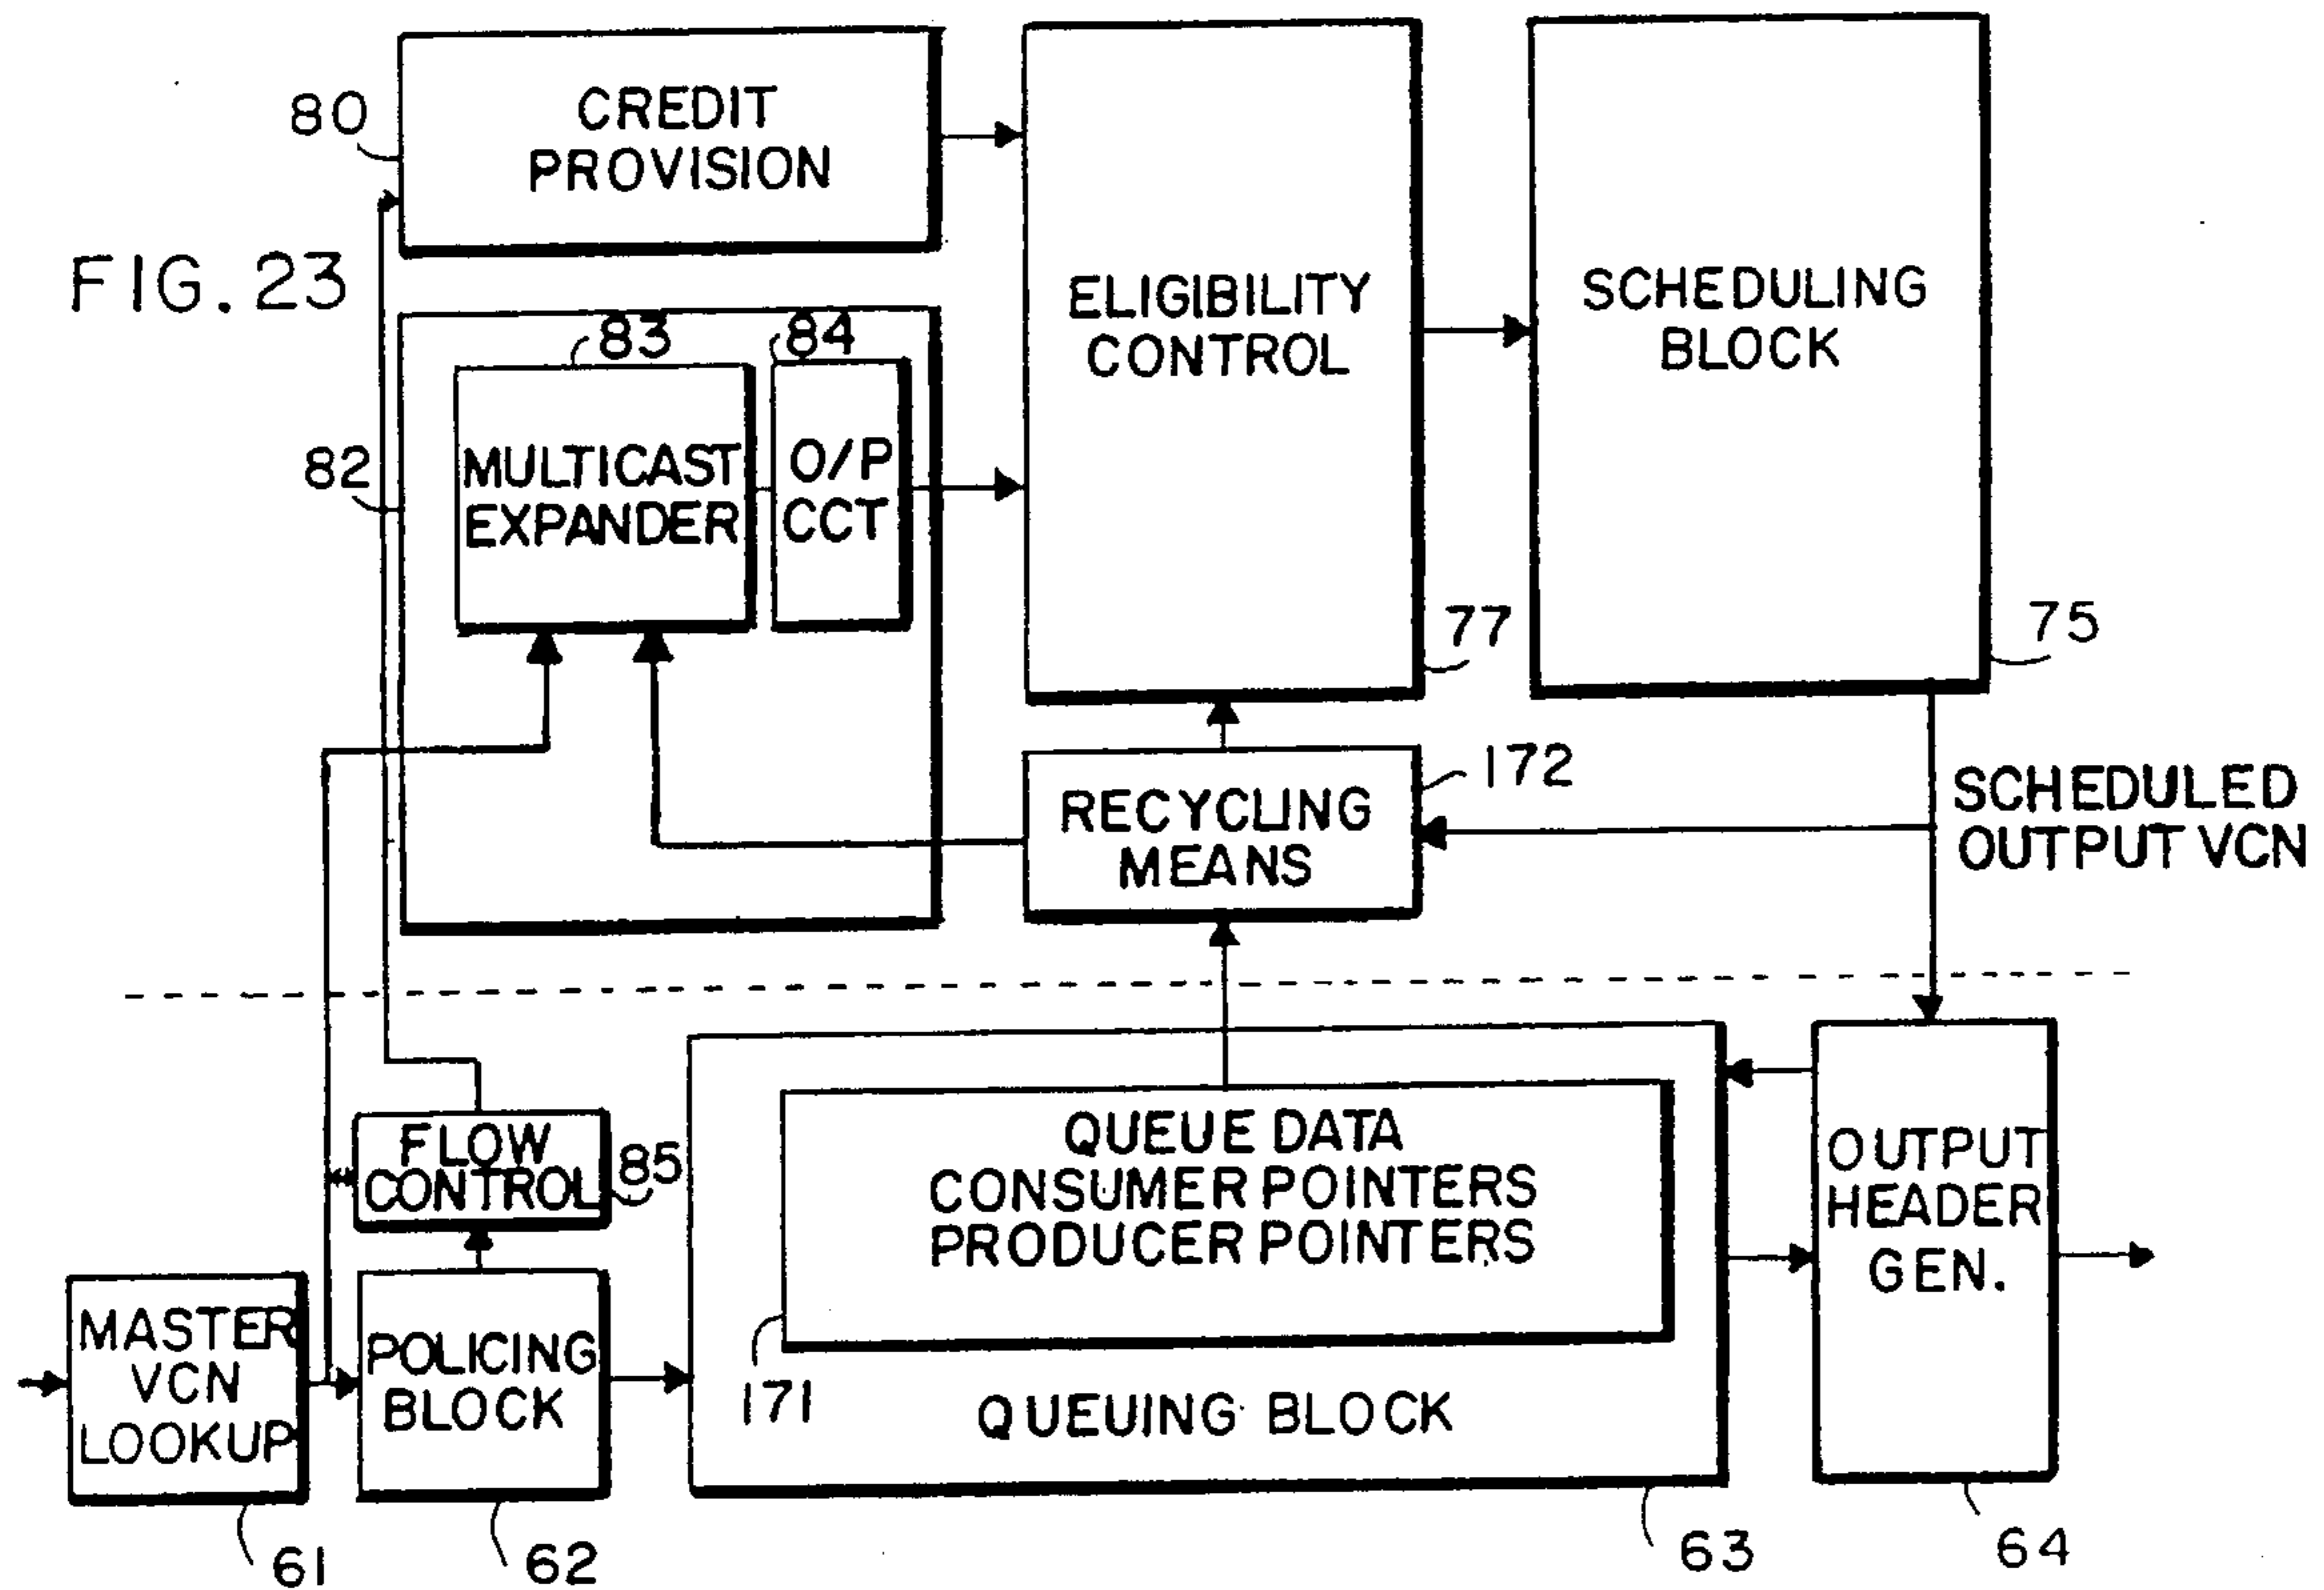 80
CREDIT
PROVISION
FIG. 23
83
84
82
MULTICAST
EXPANDER
O/P
CCT
ELIGIBILITY
CONTROL
77
SCHEDULING
BLOCK
75
RECYCLING
MEANS
172
SCHEDULED
OUTPUT VCN
FLOW
CONTROL
85
MASTER
VCN
LOOKUP
61
POLICING
BLOCK
62
QUEUE DATA
CONSUMER POINTERS
PRODUCER POINTERS
171
QUEUING BLOCK
63
OUTPUT
HEADER
GEN.
64